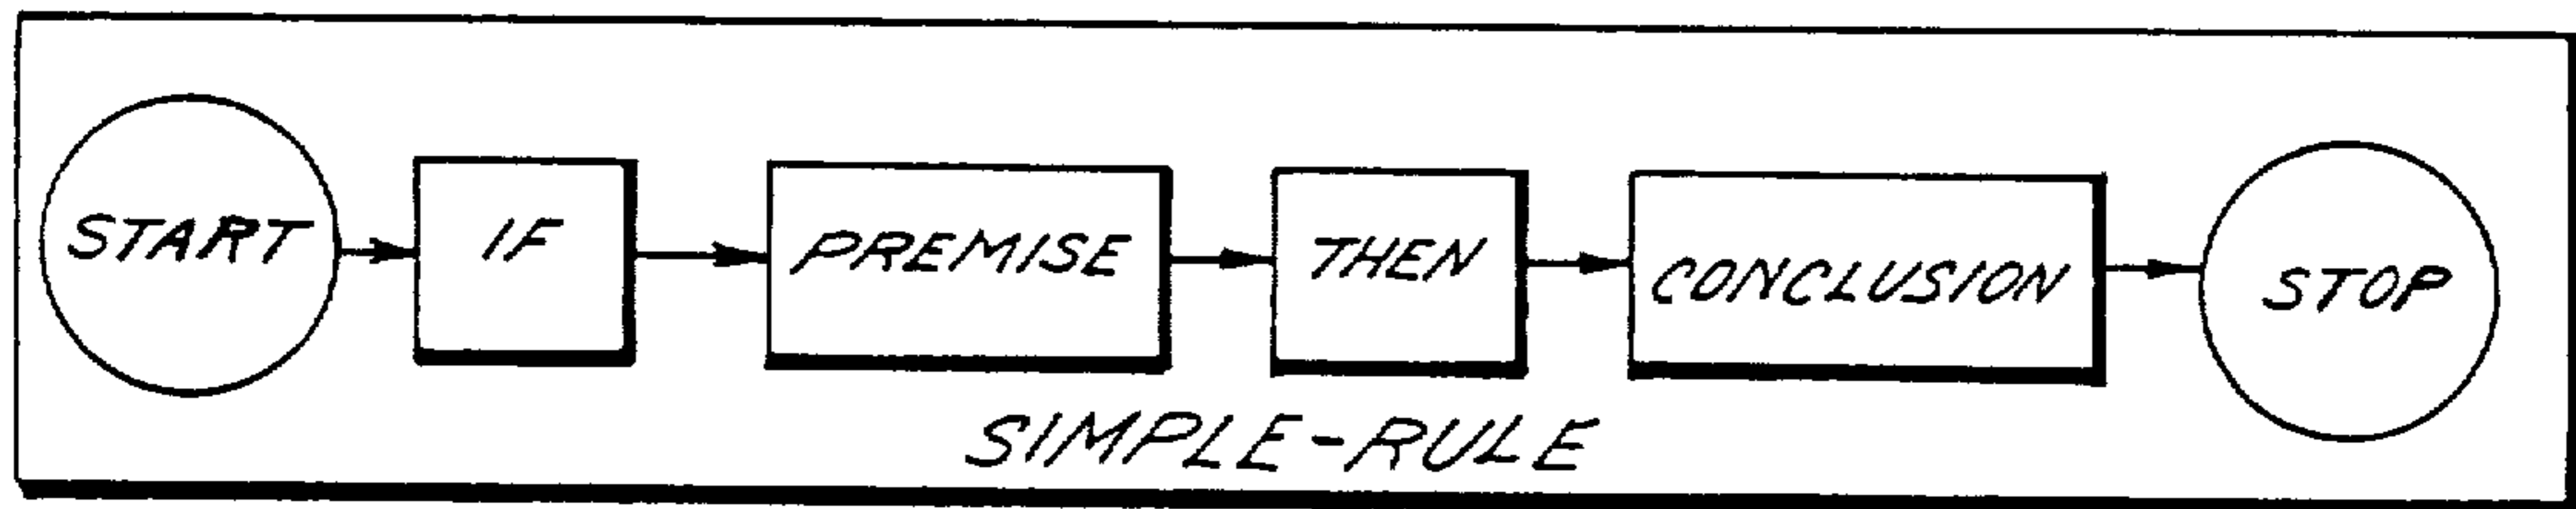 START IF PREMISE THEN CONCLUSION STOP
SIMPLE-RULE